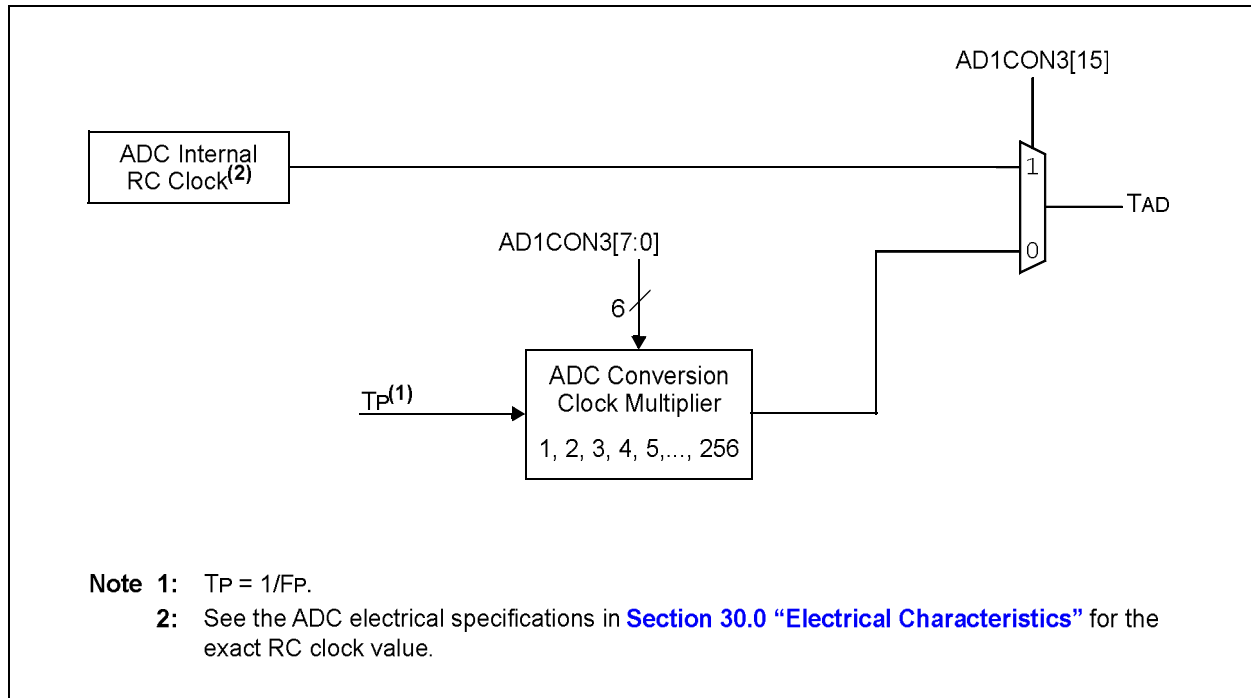 AD1CON3[15]
ADC Internal
RC Clock(2)
1
TAD
AD1CON3[7:0]
0
6
ADC Conversion
Clock Multiplier
TP(1)
1, 2, 3, 4, 5,..., 256
Note 1: TP = 1/FP.
2: See the ADC electrical specifications in Section 30.0 “Electrical Characteristics” for the
exact RC clock value.